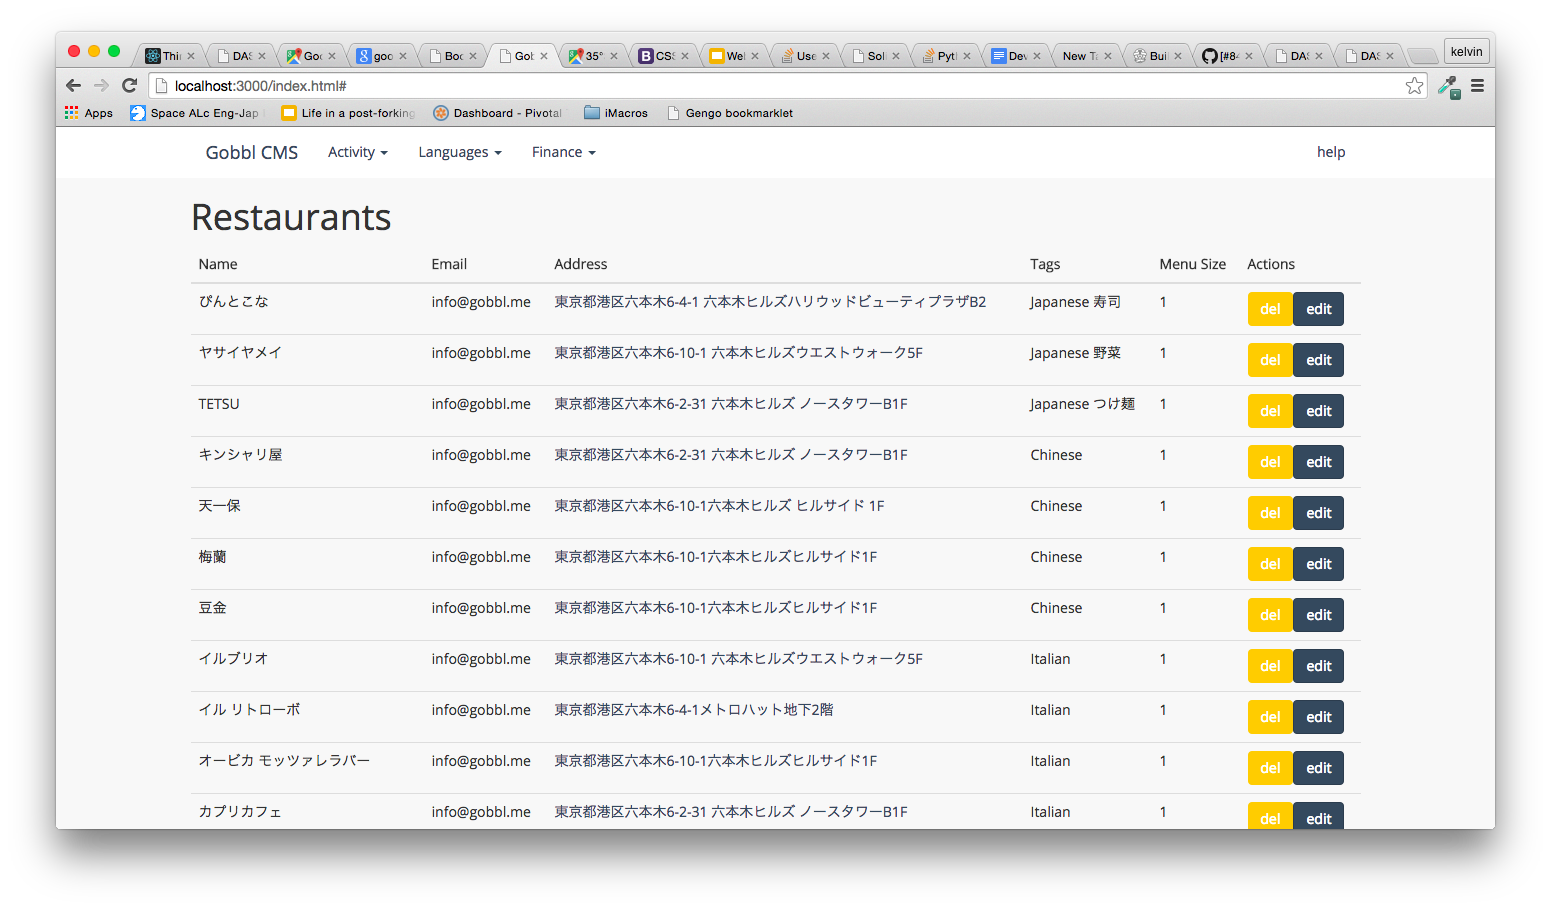 Thi DAS Goo goo Boo Gob 35° CSS Wel Use Sol Pyt Dev New Ta Buil [#84 DAS DAS kelvin
localhost:3000/index.html#
Apps Space ALc Eng-Jap Life in a post-forking Dashboard - Pivotal iMacros Gengo bookmarklet
Gobbl CMS Activity Languages Finance help
Restaurants
Name Email Address Tags Menu Size Actions
ぴんとこな info@gobbl.me 東京都港区六本木6-4-1 六本木ヒルズハリウッドビューティプラザB2 Japanese 寿司 1 del edit
ヤサイヤメイ info@gobbl.me 東京都港区六本木6-10-1 六本木ヒルズウエストウォーク5F Japanese 野菜 1 del edit
TETSU info@gobbl.me 東京都港区六本木6-2-31 六本木ヒルズ ノースタワーB1F Japanese つけ麺 1 del edit
キンシャリ屋 info@gobbl.me 東京都港区六本木6-2-31 六本木ヒルズ ノースタワーB1F Chinese 1 del edit
天一保 info@gobbl.me 東京都港区六本木6-10-1六本木ヒルズ ヒルサイド 1F Chinese 1 del edit
梅蘭 info@gobbl.me 東京都港区六本木6-10-1六本木ヒルズヒルサイド1F Chinese 1 del edit
豆金 info@gobbl.me 東京都港区六本木6-10-1六本木ヒルズヒルサイド1F Chinese 1 del edit
イルブリオ info@gobbl.me 東京都港区六本木6-10-1 六本木ヒルズウエストウォーク5F Italian 1 del edit
イル リトローボ info@gobbl.me 東京都港区六本木6-4-1メトロハット地下2階 Italian 1 del edit
オービカ モッツァレラバー info@gobbl.me 東京都港区六本木6-10-1六本木ヒルズヒルサイド1F Italian 1 del edit
カプリカフェ info@gobbl.me 東京都港区六本木6-2-31 六本木ヒルズ ノースタワーB1F Italian 1 del edit